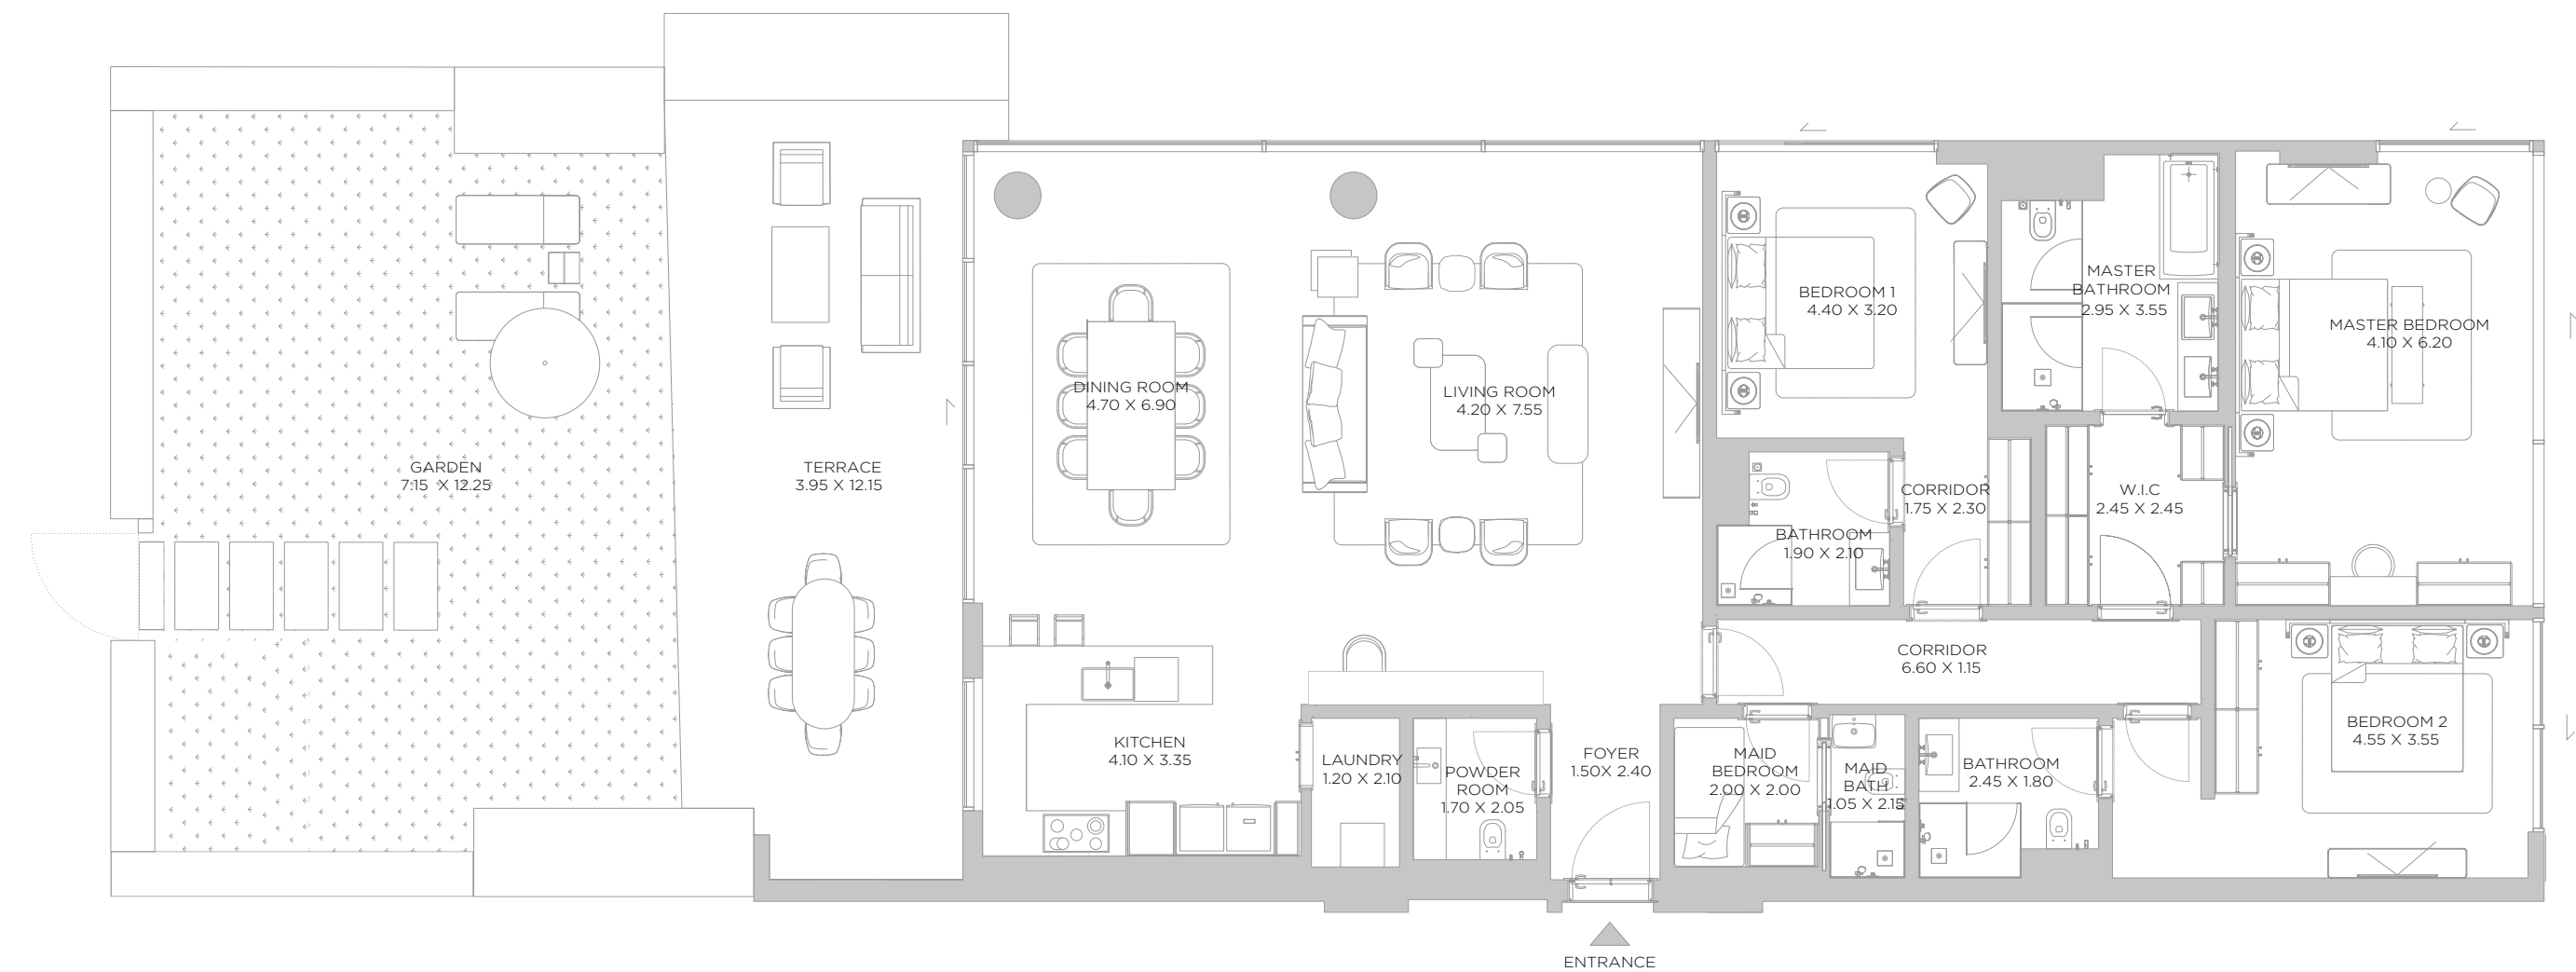 GARDEN
7.15 X 12.25
TERRACE
3.95 X 12.15
DINING ROOM
4.70 X 6.90
LIVING ROOM
4.20 X 7.55
BEDROOM 1
4.40 X 3.20
MASTER
BATHROOM
2.95 X 3.55
MASTER BEDROOM
4.10 X 6.20
BATHROOM
1.90 X 2.10
CORRIDOR
1.75 X 2.30
W.I.C
2.45 X 2.45
CORRIDOR
6.60 X 1.15
KITCHEN
4.10 X 3.35
LAUNDRY
1.20 X 2.10
POWDER
ROOM
1.70 X 2.05
FOYER
1.50X 2.40
MAID
BEDROOM
2.00 X 2.00
MAID
BATH
1.05 X 2.15
BATHROOM
2.45 X 1.80
BEDROOM 2
4.55 X 3.55
ENTRANCE